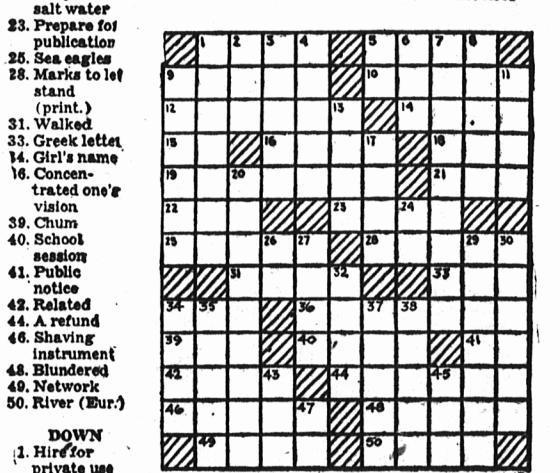 salt water
23. Prepare for
publication
25. Sea eagles
28. Marks to let
stand
(print.)
31. Walked
33. Greek letter
34. Girl's name
36. Concen-
trated one's
vision
39. Chum
40. School
session
41. Public
notice
42. Related
44. A refund
46. Shaving
instrument
48. Blundered
49. Network
50. River (Eur.)
DOWN
1. Hire for
private use
1 2 3 4 5 6 7 8
9 10 11
12 13 14
15 16 17 18
19 20 21
22 23 24
25 26 27 28 29 30
31 32 33
34 35 36 37 38
39 40 41
42 43 44 45
46 47 48
49 50